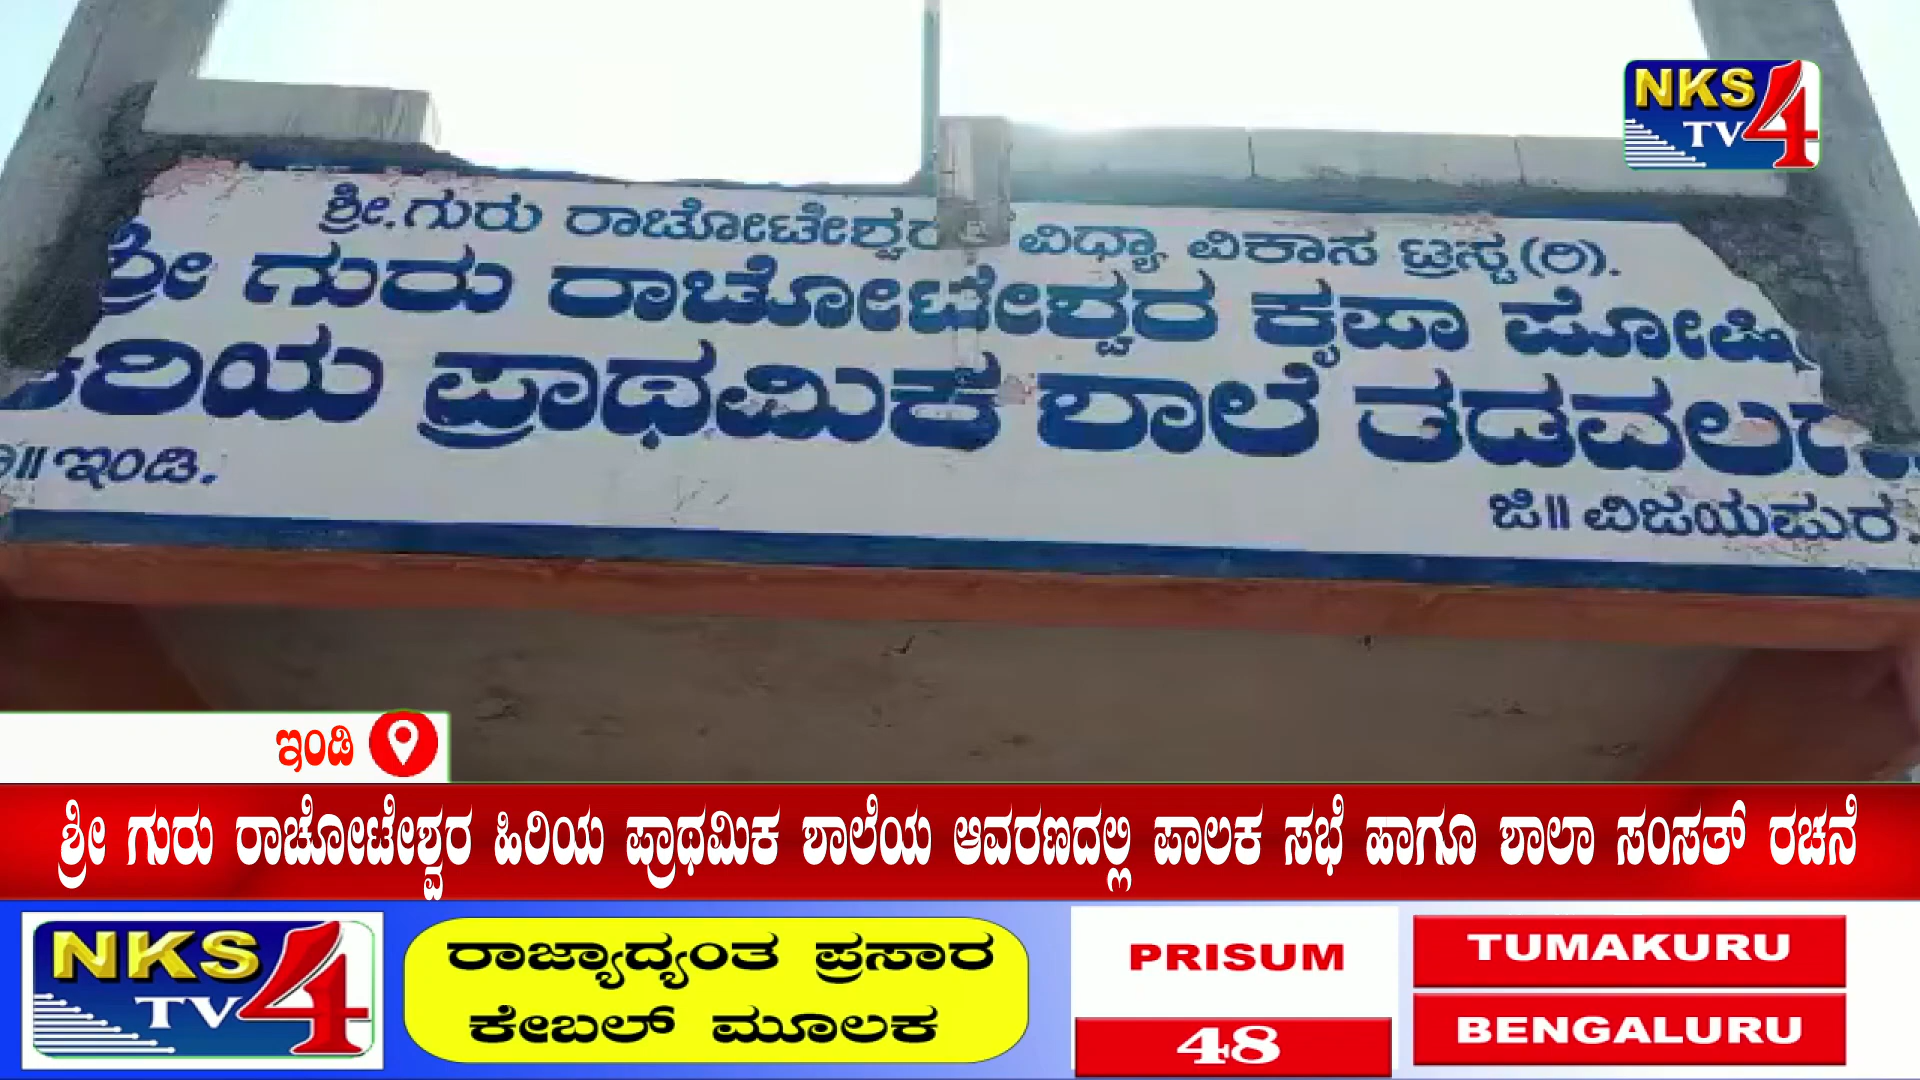 NKS
TV 4
ಶ್ರೀ.ಗುರು ರಾಚೋಟೇಶ್ವರ ವಿಧ್ಯಾ ವಿಕಾಸ ಟ್ರಸ್ಟ(ರಿ).
ಶ್ರೀ ಗುರು ರಾಚೋಟೇಶ್ವರ ಕೃಪಾ ಪೋಷಿ
ಹಿರಿಯ ಪ್ರಾಥಮಿಕ ಶಾಲೆ ತಡವಲಗಾ
ಇಂಡಿ.
ಜಿ॥ ವಿಜಯಪುರ.
ಇಂಡಿ
ಶ್ರೀ ಗುರು ರಾಚೋಟೇಶ್ವರ ಹಿರಿಯ ಪ್ರಾಥಮಿಕ ಶಾಲೆಯ ಆವರಣದಲ್ಲಿ ಪಾಲಕ ಸಭೆ ಹಾಗೂ ಶಾಲಾ ಸಂಸತ್ ರಚನೆ
NKS
TV 4
ರಾಜ್ಯಾದ್ಯಂತ ಪ್ರಸಾರ
ಕೇಬಲ್ ಮೂಲಕ
PRISUM
48
TUMAKURU
BENGALURU